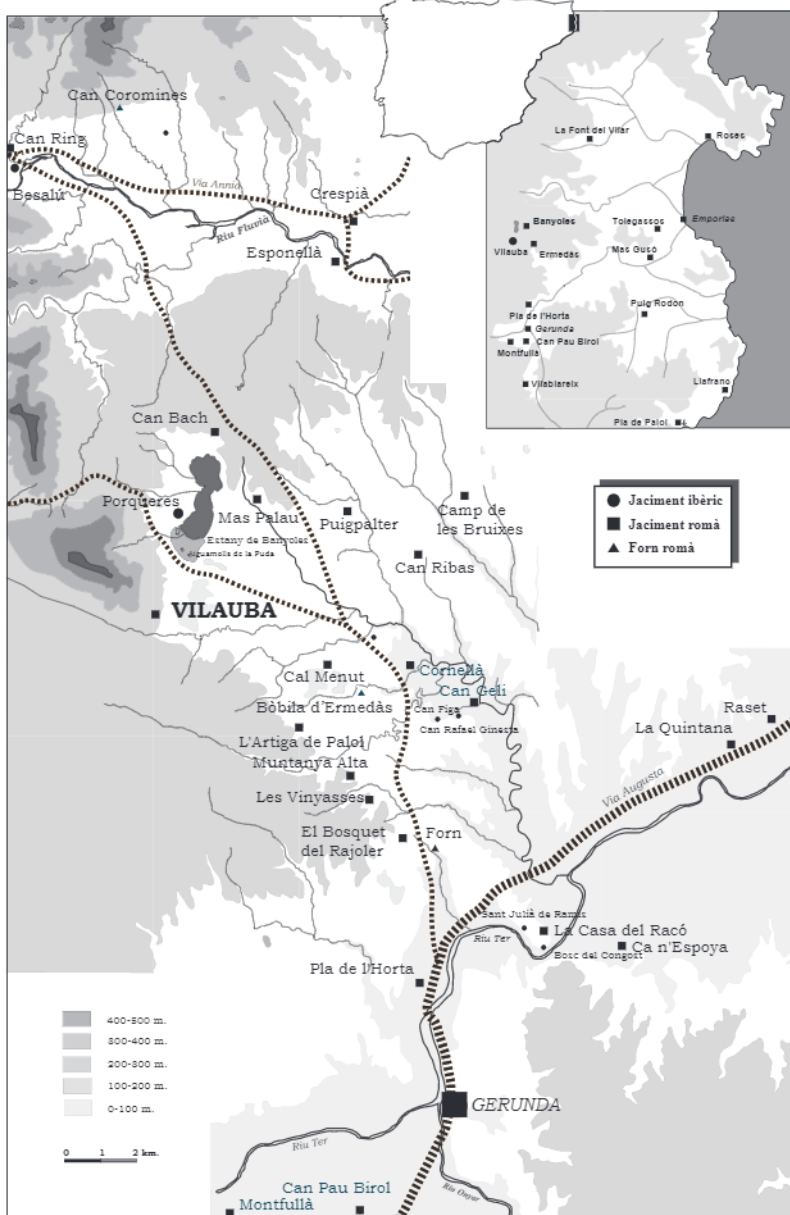 Can Coromines
Can Ring
Besalú
Via Annia
Crespià
Riu Fluvià
Esponellà
La Font del Vilar
Roses
Banyoles
Tolegassos
Emporiae
Vilauba
Ermedàs
Mas Gusó
Pla de l'Horta
Puig Rodon
Gerunda
Can Pau Birol
Montfullà
Vilablareix
Llafranc
Pla de Palol
Jaciment ibèric
Jaciment romà
Forn romà
Can Bach
Porqueres
Mas Palau
Puigpalter
Camp de
les Bruixes
Estany de Banyoles
Aiguamolls de la Puda
Can Ribas
VILAUBA
Cal Menut
Cornellà
Can Geli
Bòbila d'Ermedàs
Can Piga
Can Rafael Ginesta
L'Artiga de Palol
Muntanya Alta
Les Vinyasses
El Bosquet
del Rajoler
Forn
Raset
La Quintana
Via Augusta
Sant Julià de Ramis
La Casa del Racó
Riu Ter
Bosc del Congost
Ca n'Espoya
Pla de l'Horta
400-500 m.
300-400 m.
200-300 m.
100-200 m.
0-100 m.
0 1 2 km.
GERUNDA
Riu Ter
Riu Onyar
Can Pau Birol
Montfullà